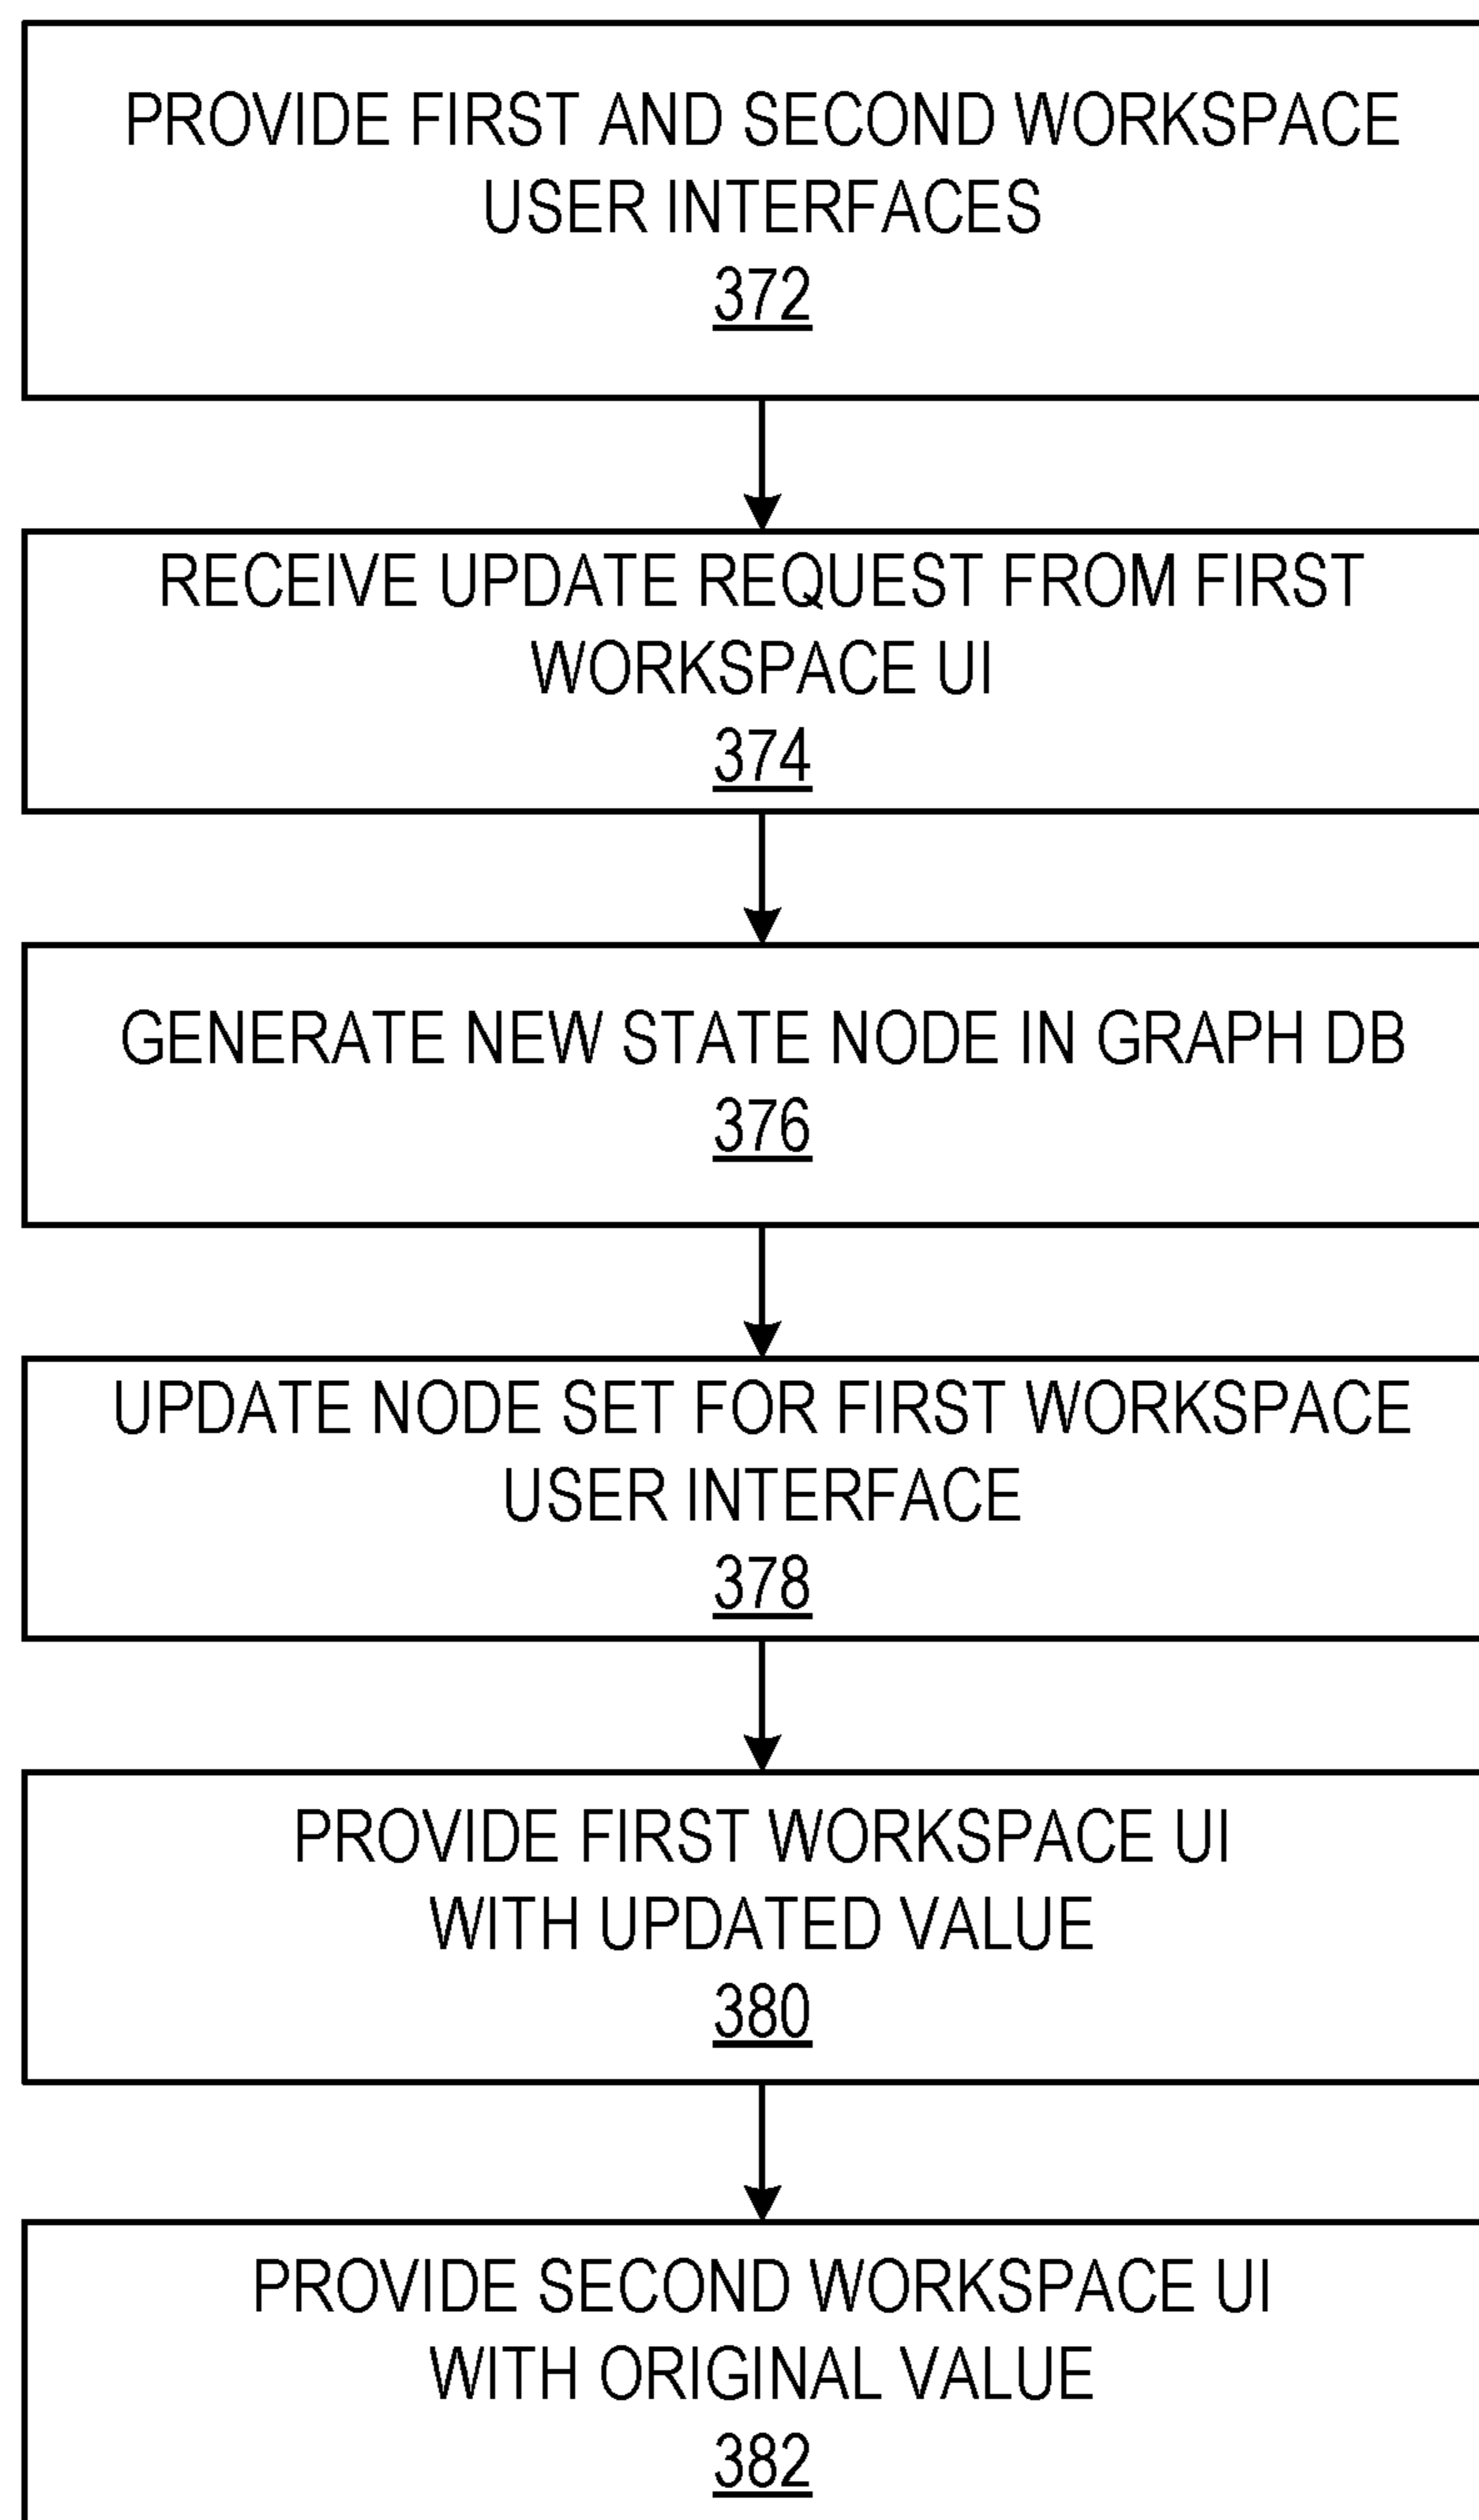 PROVIDE FIRST AND SECOND WORKSPACE
USER INTERFACES
372
RECEIVE UPDATE REQUEST FROM FIRST
WORKSPACE UI
374
GENERATE NEW STATE NODE IN GRAPH DB
376
UPDATE NODE SET FOR FIRST WORKSPACE
USER INTERFACE
378
PROVIDE FIRST WORKSPACE UI
WITH UPDATED VALUE
380
PROVIDE SECOND WORKSPACE UI
WITH ORIGINAL VALUE
382